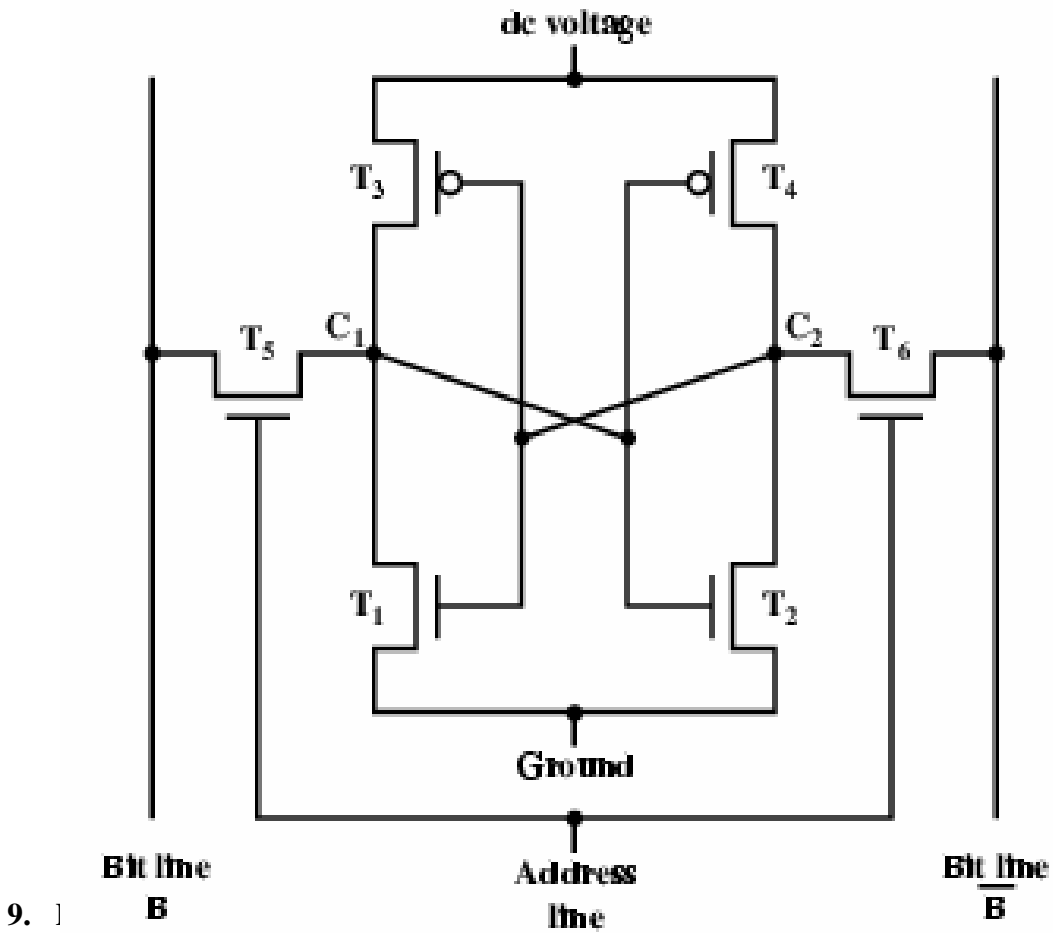 dc voltage
T₃ T₄
T₅ C₁ C₂ T₆
T₁ T₂
Ground
Bit line Address Bit line
9. B line B̅